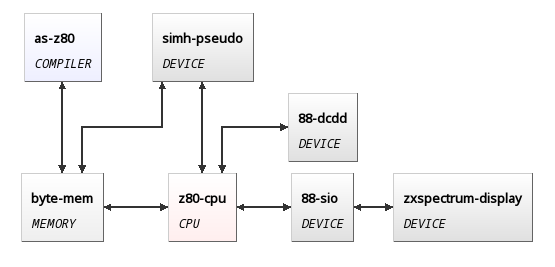 as-z80
COMPILER
simh-pseudo
DEVICE
88-dcdd
DEVICE
byte-mem
MEMORY
z80-cpu
CPU
88-sio
DEVICE
zxspectrum-display
DEVICE